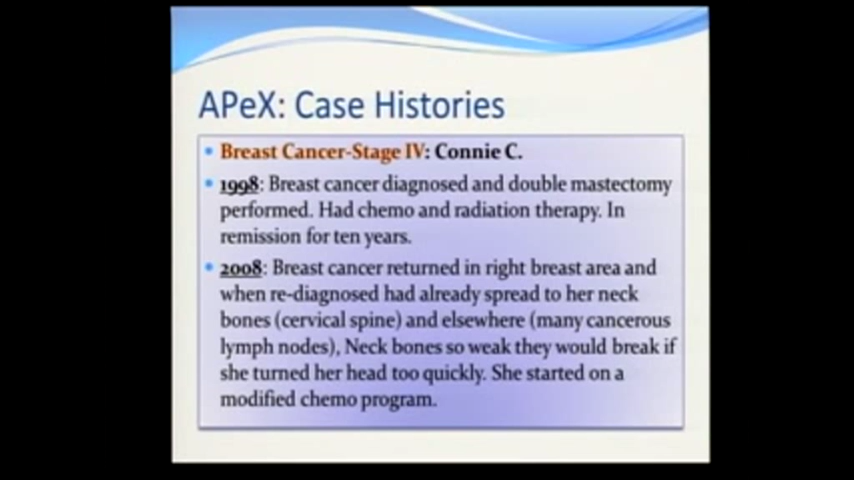 APeX: Case Histories
• Breast Cancer-Stage IV: Connie C.
• 1998: Breast cancer diagnosed and double mastectomy
performed. Had chemo and radiation therapy. In
remission for ten years.
• 2008: Breast cancer returned in right breast area and
when re-diagnosed had already spread to her neck
bones (cervical spine) and elsewhere (many cancerous
lymph nodes), Neck bones so weak they would break if
she turned her head too quickly. She started on a
modified chemo program.